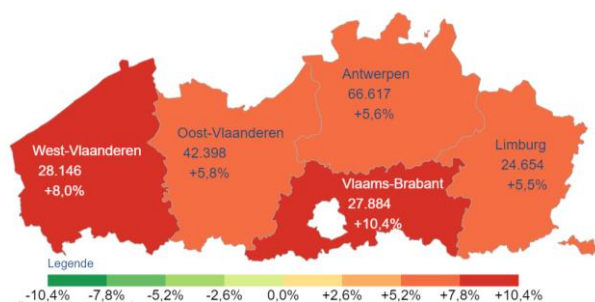 Antwerpen
66.617
+5,6%
Oost-Vlaanderen
42.398
+5,8%
West-Vlaanderen
28.146
+8,0%
Limburg
24.654
+5,5%
Vlaams-Brabant
27.884
+10,4%
Legende
-10,4% -7,8% -5,2% -2,6% 0,0% +2,6% +5,2% +7,8% +10,4%